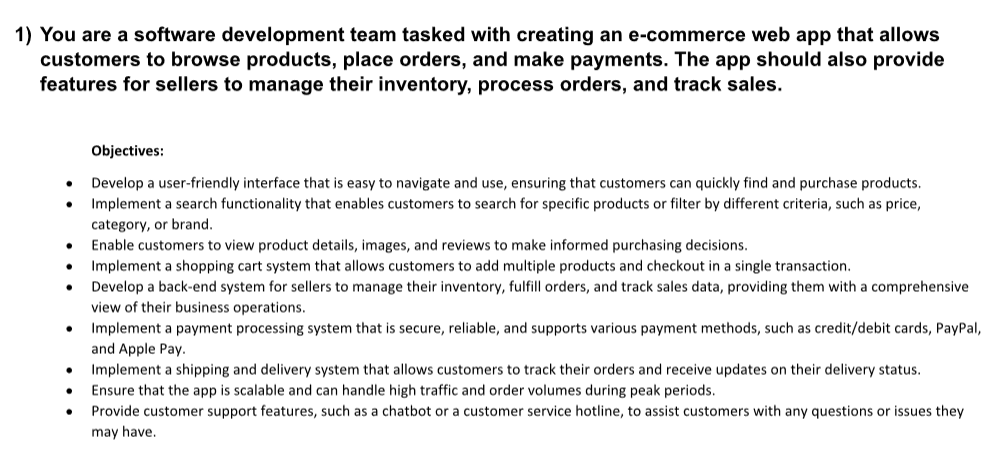 1) You are a software development team tasked with creating an e-commerce web app that allows
customers to browse products, place orders, and make payments. The app should also provide
features for sellers to manage their inventory, process orders, and track sales.
Objectives:
• Develop a user-friendly interface that is easy to navigate and use, ensuring that customers can quickly find and purchase products.
• Implement a search functionality that enables customers to search for specific products or filter by different criteria, such as price,
category, or brand.
• Enable customers to view product details, images, and reviews to make informed purchasing decisions.
• Implement a shopping cart system that allows customers to add multiple products and checkout in a single transaction.
• Develop a back-end system for sellers to manage their inventory, fulfill orders, and track sales data, providing them with a comprehensive
view of their business operations.
• Implement a payment processing system that is secure, reliable, and supports various payment methods, such as credit/debit cards, PayPal,
and Apple Pay.
• Implement a shipping and delivery system that allows customers to track their orders and receive updates on their delivery status.
• Ensure that the app is scalable and can handle high traffic and order volumes during peak periods.
• Provide customer support features, such as a chatbot or a customer service hotline, to assist customers with any questions or issues they
may have.